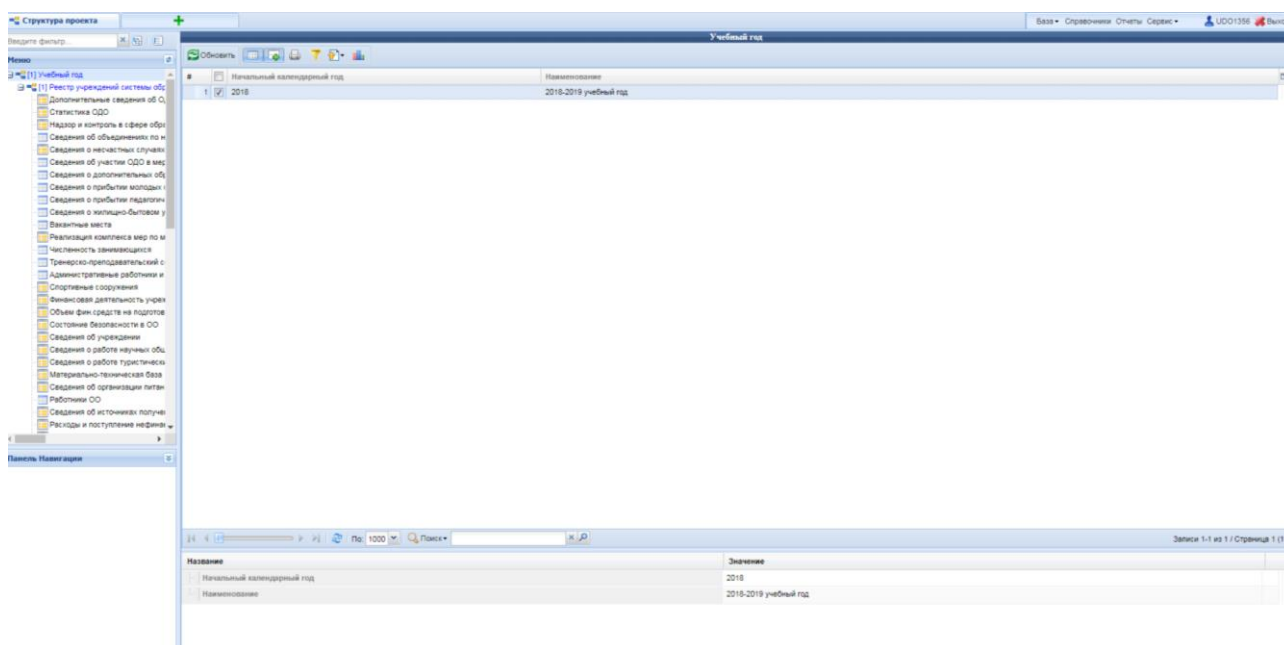 Структура проекта
База Справочники Отчеты Сервис UDO1356 Выхо
Введите фильтр...
Учебный год
Меню
Обновить
[1] Учебный год
[1] Реестр учреждений системы обр
Дополнительные сведения об О,
Статистика ОДО
Надзор и контроль в сфере обра
Сведения об объединениях по н
Сведения о несчастных случаях
Сведения об участии ОДО в мер
Сведения о дополнительных обр
Сведения о прибытии молодых
Сведения о прибытии педагогич
Сведения о жилищно-бытовом у
Вакантные места
Реализация комплекса мер по м
Численность занимающихся
Тренерско-преподавательский с
Административные работники и
Спортивные сооружения
Финансовая деятельность учреж
Объем фин.средств на подготов
Состояние безопасности в ОО
Сведения об учреждении
Сведения о работе научных общ
Сведения о работе туристически
Материально-техническая база
Сведения об организации питан
Работники ОО
Сведения об источниках получе
Расходы и поступление нефинан
Панель Навигации
# Начальный календарный год Наименование
1 2018 2018-2019 учебный год
По: 1000 Поиск Записи 1-1 из 1 / Страница 1 (1
Название Значение
Начальный календарный год 2018
Наименование 2018-2019 учебный год